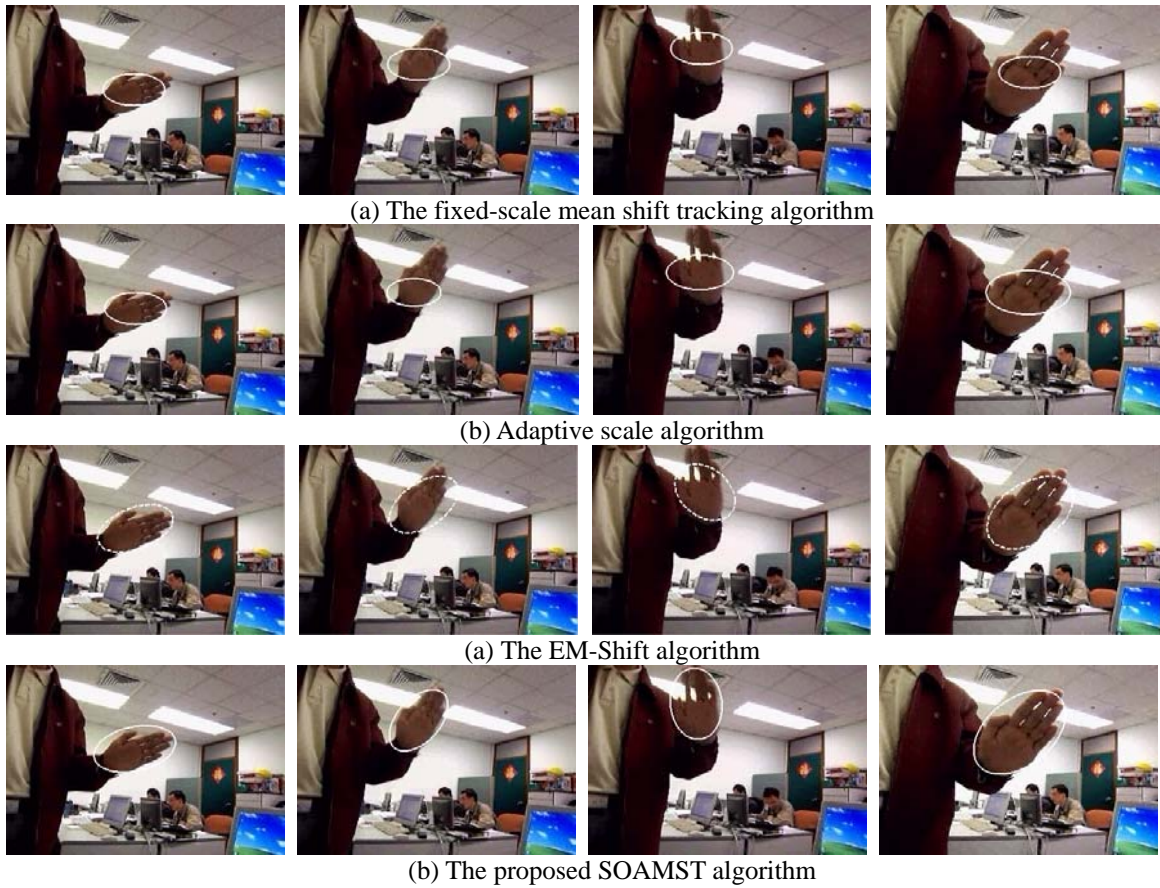 (a) The fixed-scale mean shift tracking algorithm
(b) Adaptive scale algorithm
(a) The EM-Shift algorithm
(b) The proposed SOAMST algorithm